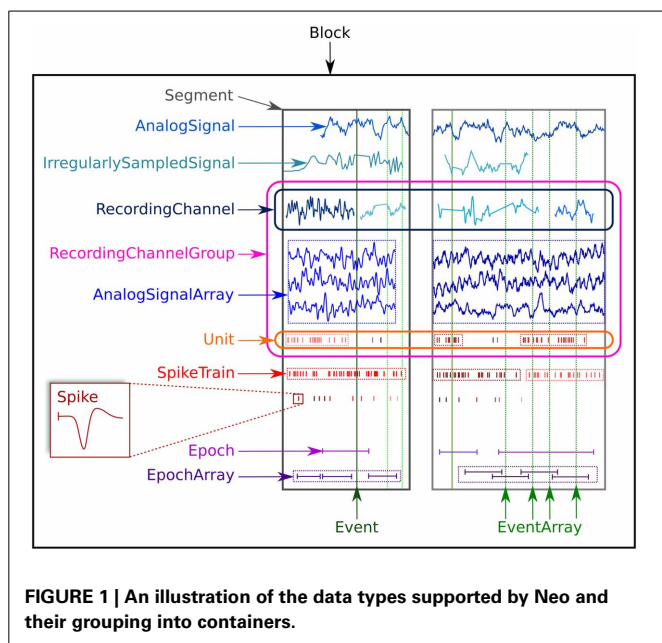 Block
Segment
AnalogSignal
IrregularlySampledSignal
RecordingChannel
RecordingChannelGroup
AnalogSignalArray
Unit
SpikeTrain
Spike
Epoch
EpochArray
Event
EventArray
FIGURE 1 | An illustration of the data types supported by Neo and
their grouping into containers.